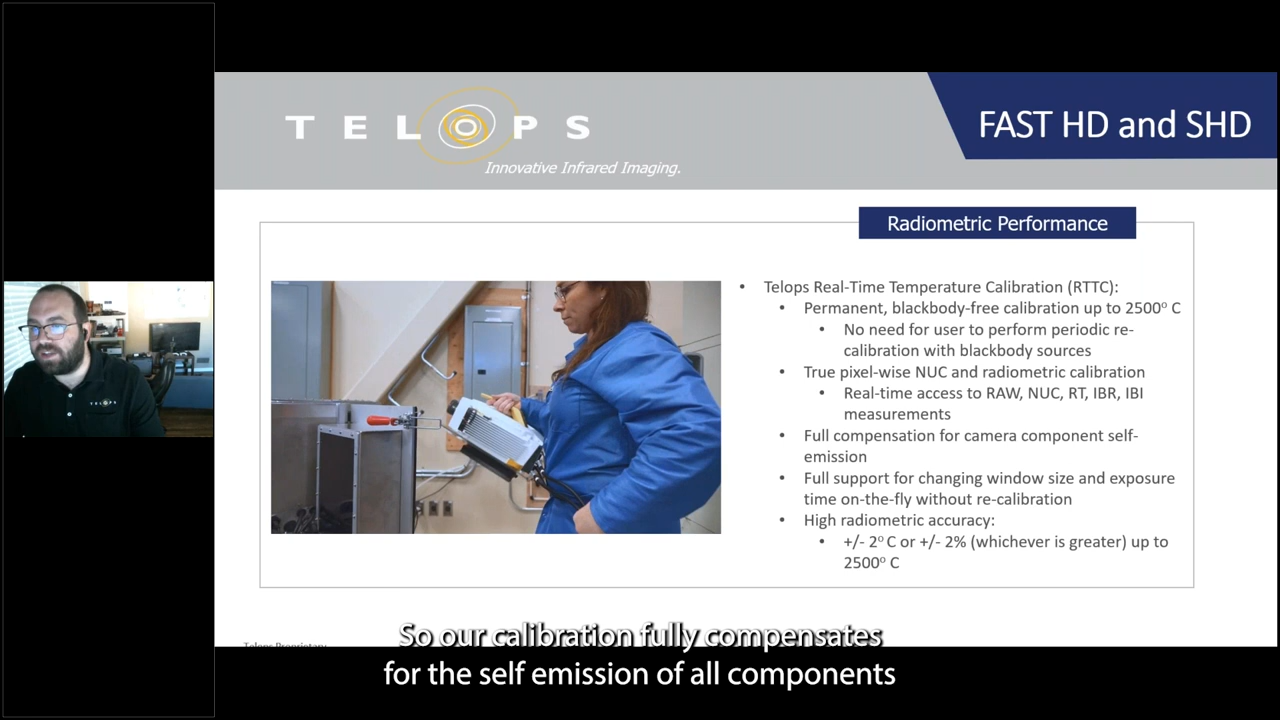 TELOPS
Innovative Infrared Imaging.
FAST HD and SHD
Radiometric Performance
• Telops Real-Time Temperature Calibration (RTTC):
• Permanent, blackbody-free calibration up to 2500º C
• No need for user to perform periodic re-
calibration with blackbody sources
• True pixel-wise NUC and radiometric calibration
• Real-time access to RAW, NUC, RT, IBR, IBI
measurements
• Full compensation for camera component self-
emission
• Full support for changing window size and exposure
time on-the-fly without re-calibration
• High radiometric accuracy:
• +/- 2º C or +/- 2% (whichever is greater) up to
2500º C
TELOPS
Telops Proprietary
So our calibration fully compensates
for the self emission of all components